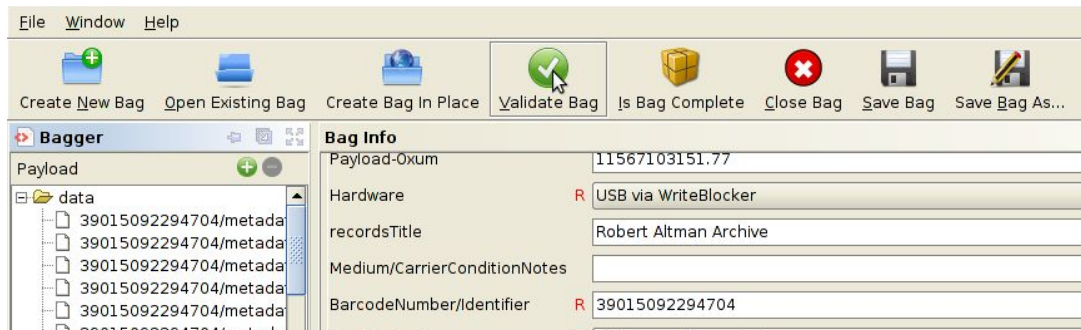 File Window Help
Create New Bag Open Existing Bag Create Bag In Place Validate Bag Is Bag Complete Close Bag Save Bag Save Bag As...
Bagger
Payload
data
39015092294704/metada
39015092294704/metada
39015092294704/metada
39015092294704/metada
39015092294704/metada
Bag Info
Payload-Oxum 11567103151.77
Hardware R USB via WriteBlocker
recordsTitle Robert Altman Archive
Medium/CarrierConditionNotes
BarcodeNumber/Identifier R 39015092294704